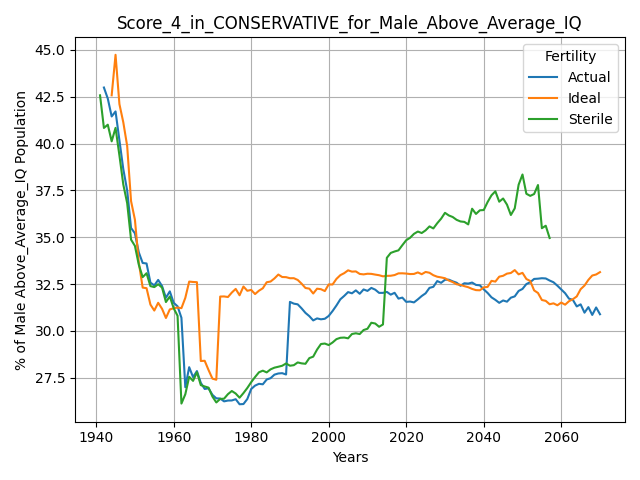 Score_4_in_CONSERVATIVE_for_Male_Above_Average_IQ
Fertility
Actual
Ideal
Sterile
% of Male Above_Average_IQ Population
45.0
42.5
40.0
37.5
35.0
32.5
30.0
27.5
1940 1960 1980 2000 2020 2040 2060
Years